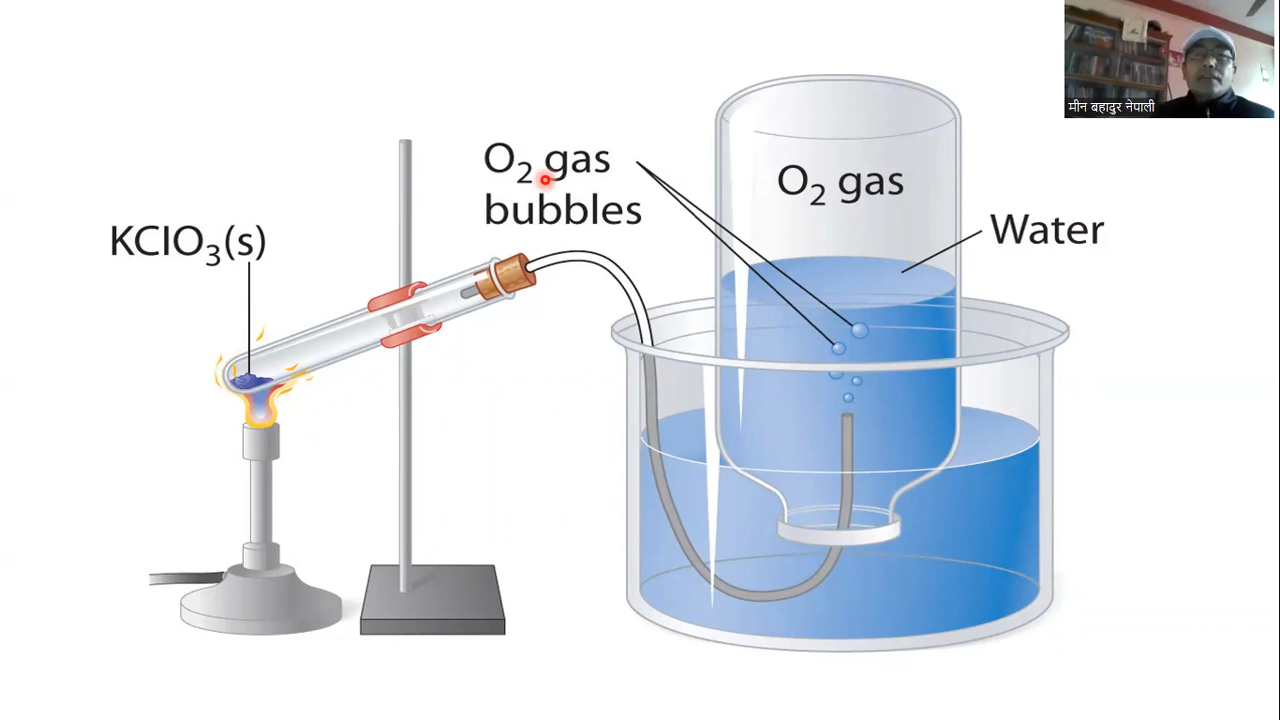 मीन बहादुर नेपाली
O₂ gas
bubbles
O₂ gas
Water
KClO₃(s)